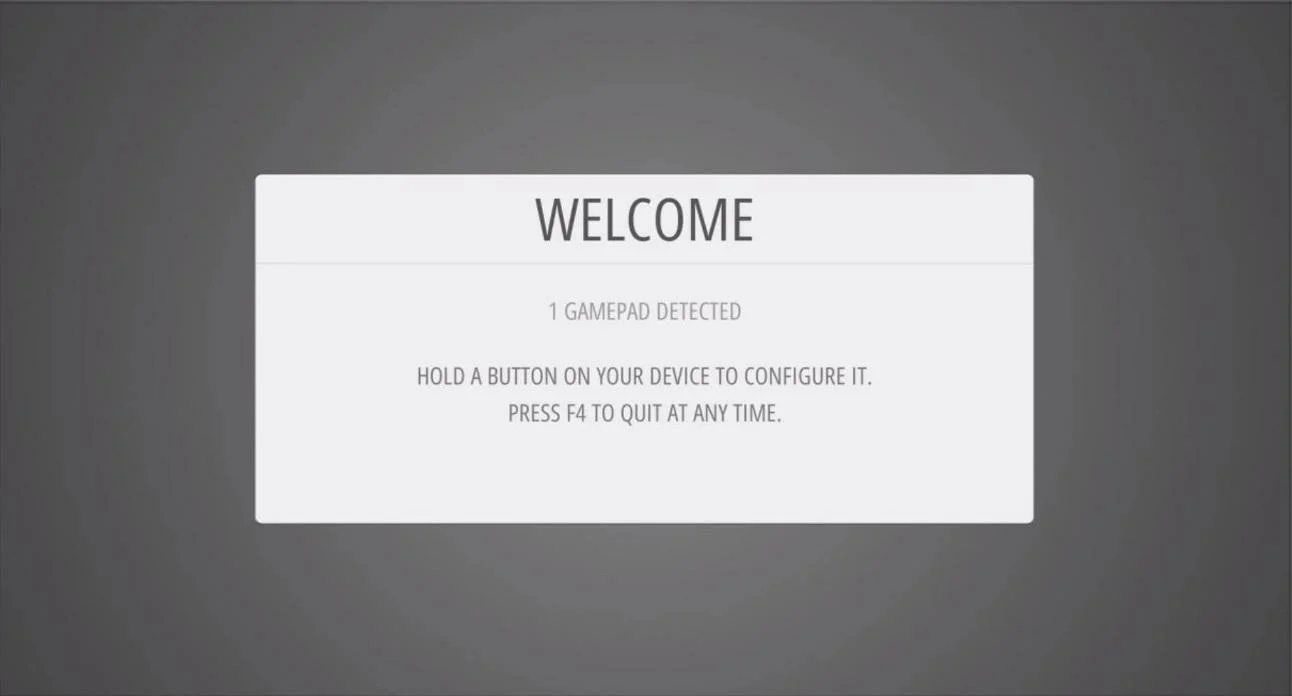 WELCOME
1 GAMEPAD DETECTED
HOLD A BUTTON ON YOUR DEVICE TO CONFIGURE IT.
PRESS F4 TO QUIT AT ANY TIME.